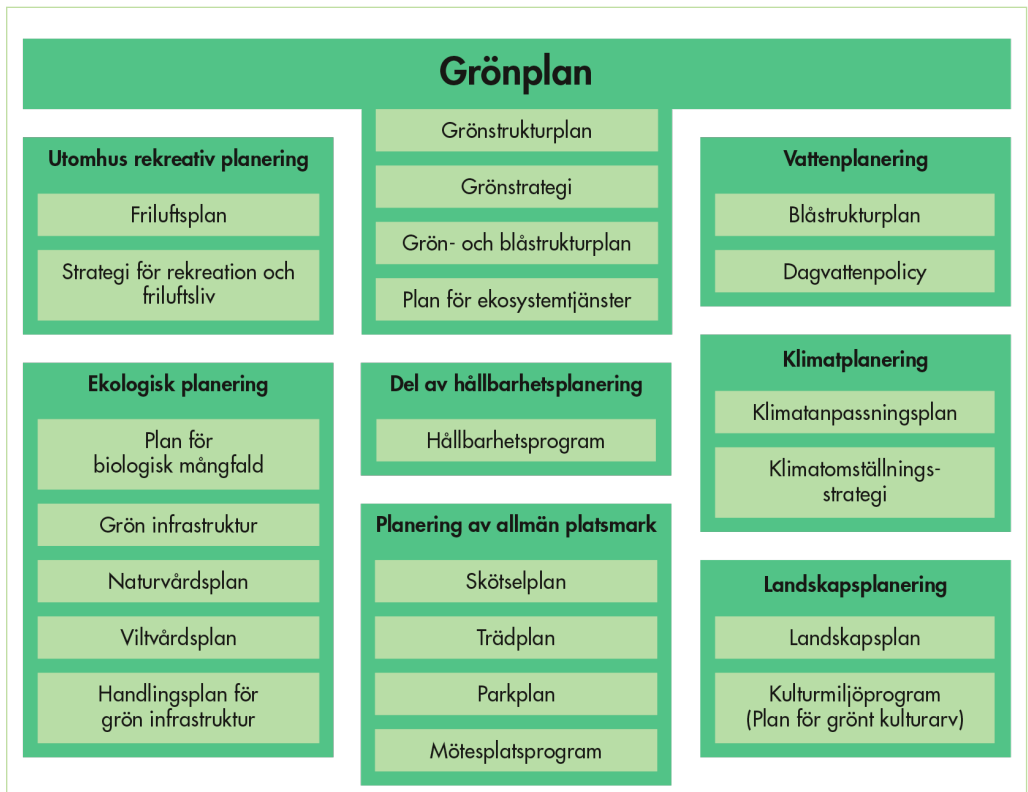 Grönplan
Grönstrukturplan
Grönstrategi
Grön- och blåstrukturplan
Plan för ekosystemtjänster
Utomhus rekreativ planering
Friluftsplan
Strategi för rekreation och
friluftsliv
Vattenplanering
Blåstrukturplan
Dagvattenpolicy
Ekologisk planering
Plan för
biologisk mångfald
Grön infrastruktur
Naturvårdsplan
Viltvårdsplan
Handlingsplan för
grön infrastruktur
Del av hållbarhetsplanering
Hållbarhetsprogram
Planering av allmän platsmark
Skötselplan
Trädplan
Parkplan
Mötesplatsprogram
Klimatplanering
Klimatanpassningsplan
Klimatomställnings-
strategi
Landskapsplanering
Landskapsplan
Kulturmiljöprogram
(Plan för grönt kulturarv)